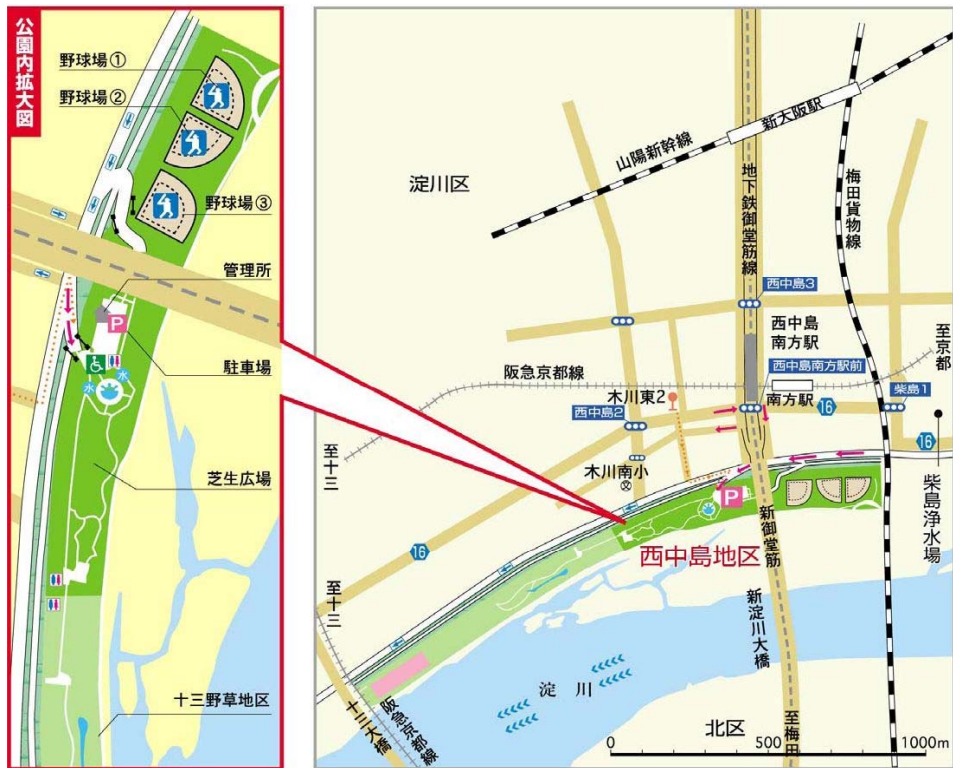 公園内拡大図
野球場①
野球場②
野球場③
管理所
P
駐車場
水
水
芝生広場
十三野草地区
新大阪駅
山陽新幹線
淀川区
地下鉄御堂筋線
梅田貨物線
西中島3
西中島
南方駅
至京都
阪急京都線
西中島南方駅前
木川東2
南方駅
柴島1
西中島2
16
16
至十三
木川南小
文
P
柴島浄水場
16
西中島地区
新御堂筋
至十三
新淀川大橋
淀川
十三大橋
阪急京都線
北区
至梅田
0 500 1000m